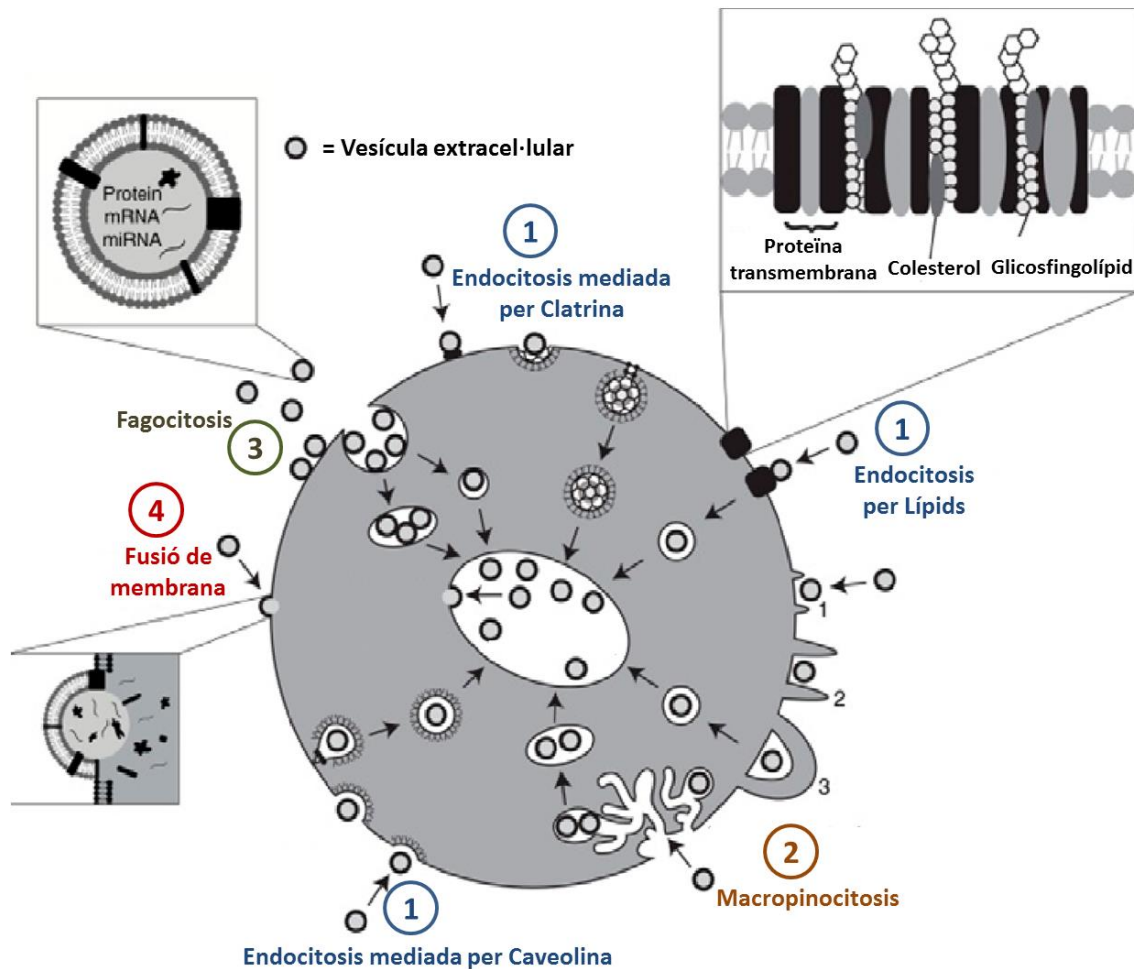 = Vesícula extracel·lular
Protein
mRNA
miRNA
Proteïna
transmembrana
Colesterol
Glicosfingolípid
1
Endocitosis mediada
per Clatrina
Fagocitosis
3
1
Endocitosis
per Lípids
4
Fusió de
membrana
1
2
3
2
Macropinocitosis
1
Endocitosis mediada per Caveolina